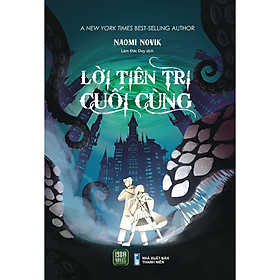 A NEW YORK TIMES BEST-SELLING AUTHOR
NAOMI NOVIK
Lâm Đát Duy dịch
LỜI TIÊN TRI
CUỐI CÙNG
NHÀ XUẤT BẢN
THANH NIÊN